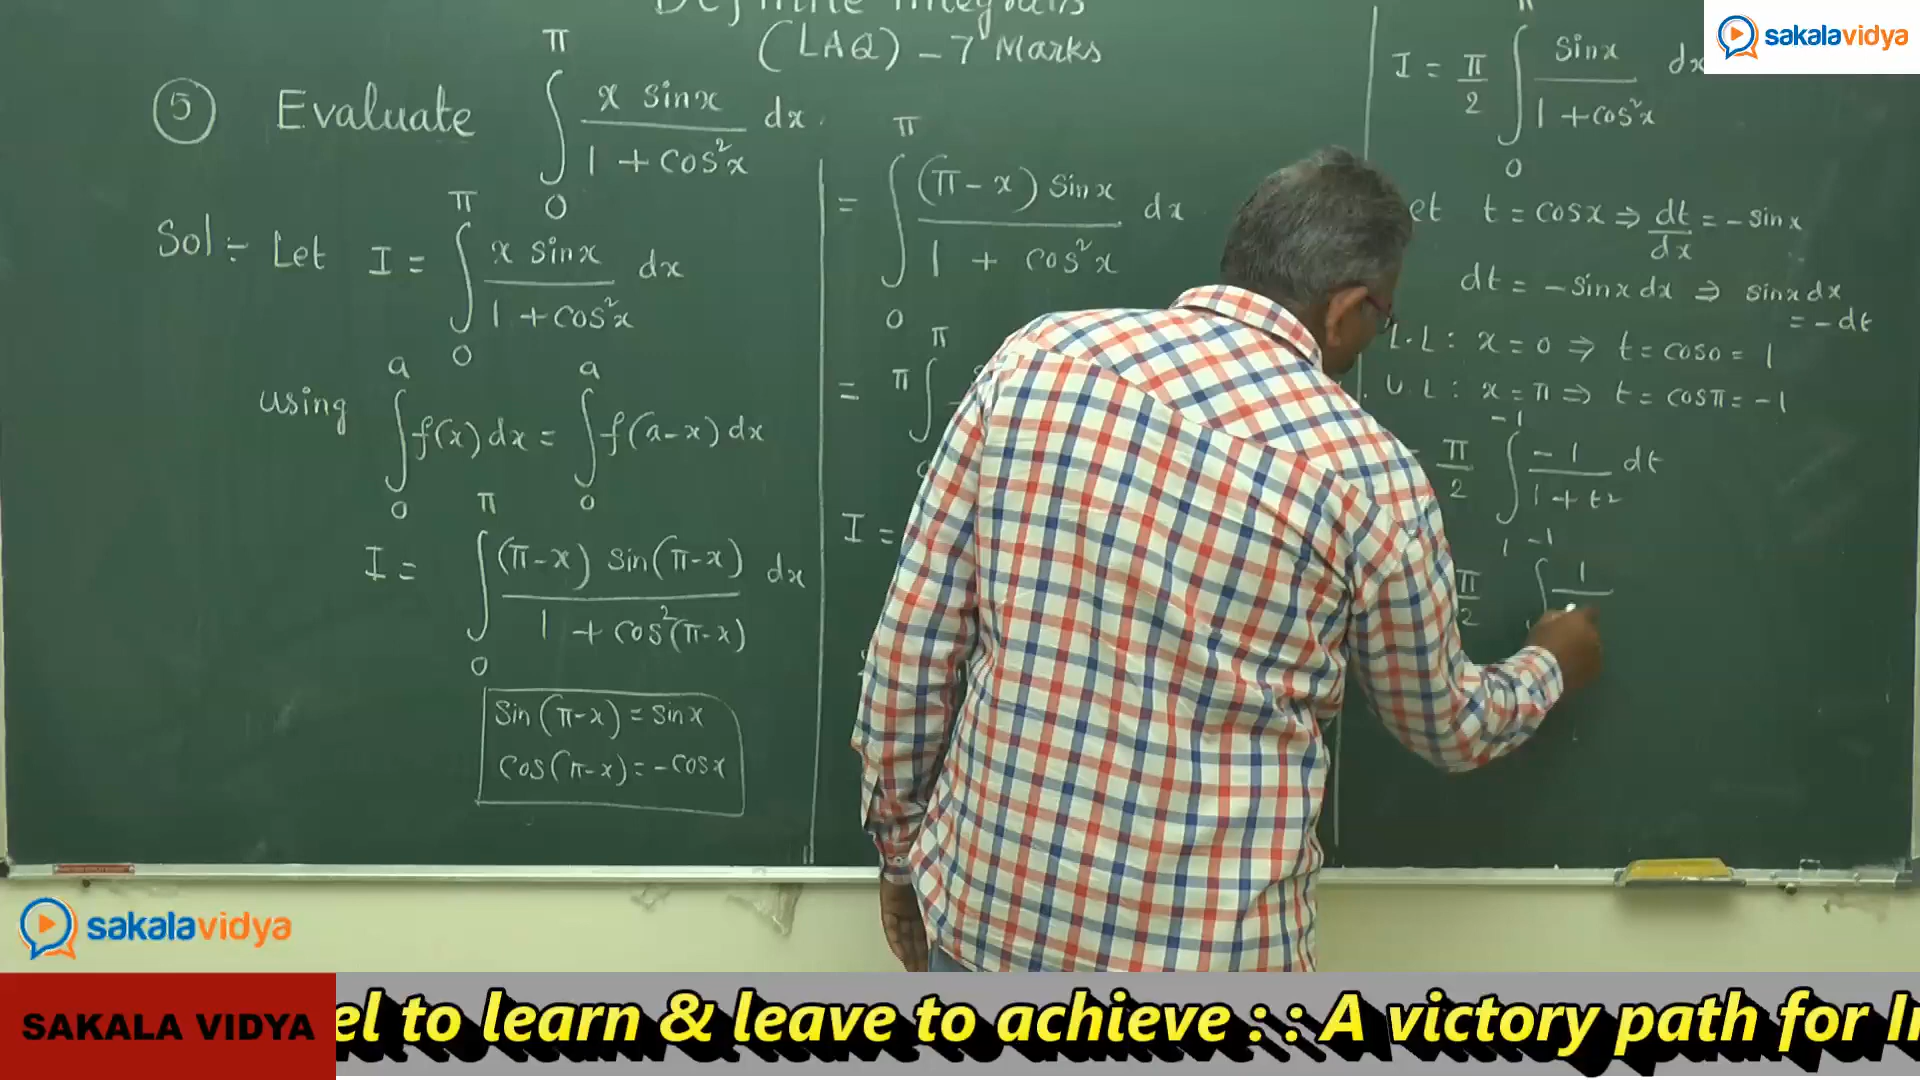 Definite Integrals
(LAQ) - 7 Marks
⑤ Evaluate ∫₀^π x sinx / 1 + cos²x dx.
Sol:- Let I = ∫₀^π x sinx / 1 + cos²x dx
using ∫₀^a f(x) dx = ∫₀^a f(a-x) dx
I = ∫₀^π (π-x) sin(π-x) / 1 + cos²(π-x) dx
Sin(π-x) = Sinx
Cos(π-x) = -Cosx
= ∫₀^π (π-x) Sinx / 1 + cos²x dx
= π ∫^π
I =
I = π/2 ∫₀^π Sinx / 1 + cos²x dx
et t = cosx ⇒ dt/dx = - sinx
dt = - sinx dx ⇒ sinx dx
= - dt
L.L : x = 0 ⇒ t = cos0 = 1
U.L : x = π ⇒ t = cosπ = -1
π/2 ∫₁^-1 -1 / 1 + t² dt
π/2 ∫^-1 1
sakalavidya
sakalavidya
SAKALA VIDYA
el to learn & leave to achieve : : A victory path for I